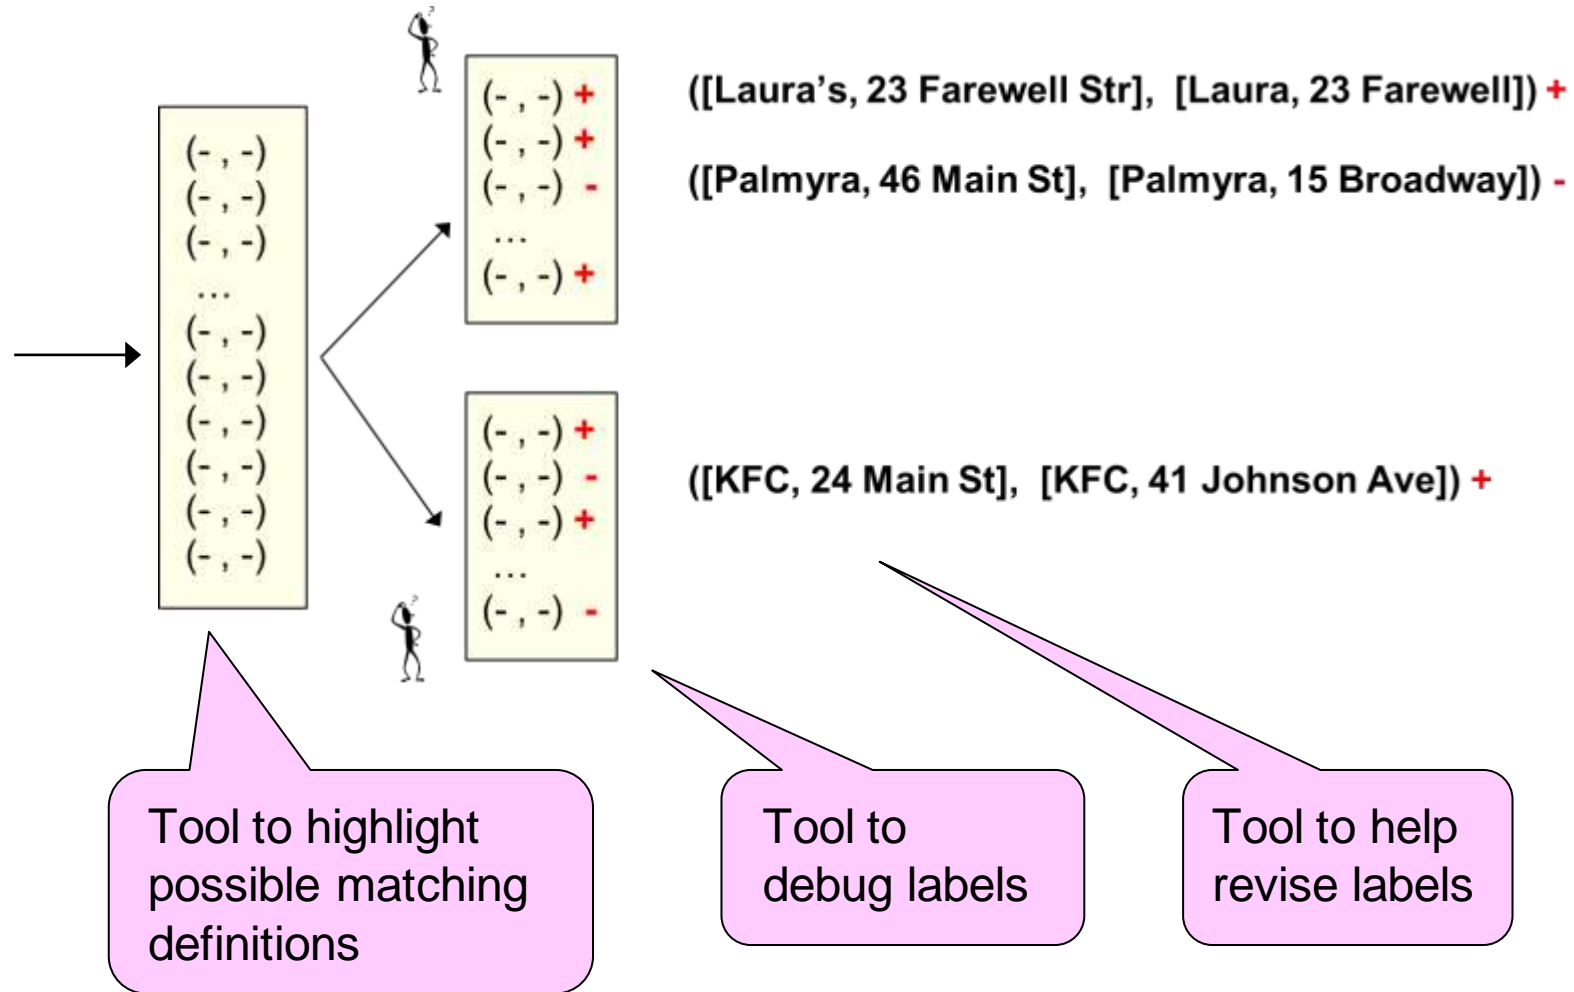 (- , -)
(- , -)
(- , -)
...
(- , -)
(- , -)
(- , -)
(- , -)
(- , -)
(- , -)
?
(- , -) +
(- , -) +
(- , -) -
...
(- , -) +
([Laura's, 23 Farewell Str], [Laura, 23 Farewell]) +
([Palmyra, 46 Main St], [Palmyra, 15 Broadway]) -
(- , -) +
(- , -) -
(- , -) +
...
(- , -) -
?
([KFC, 24 Main St], [KFC, 41 Johnson Ave]) +
Tool to highlight
possible matching
definitions
Tool to
debug labels
Tool to help
revise labels